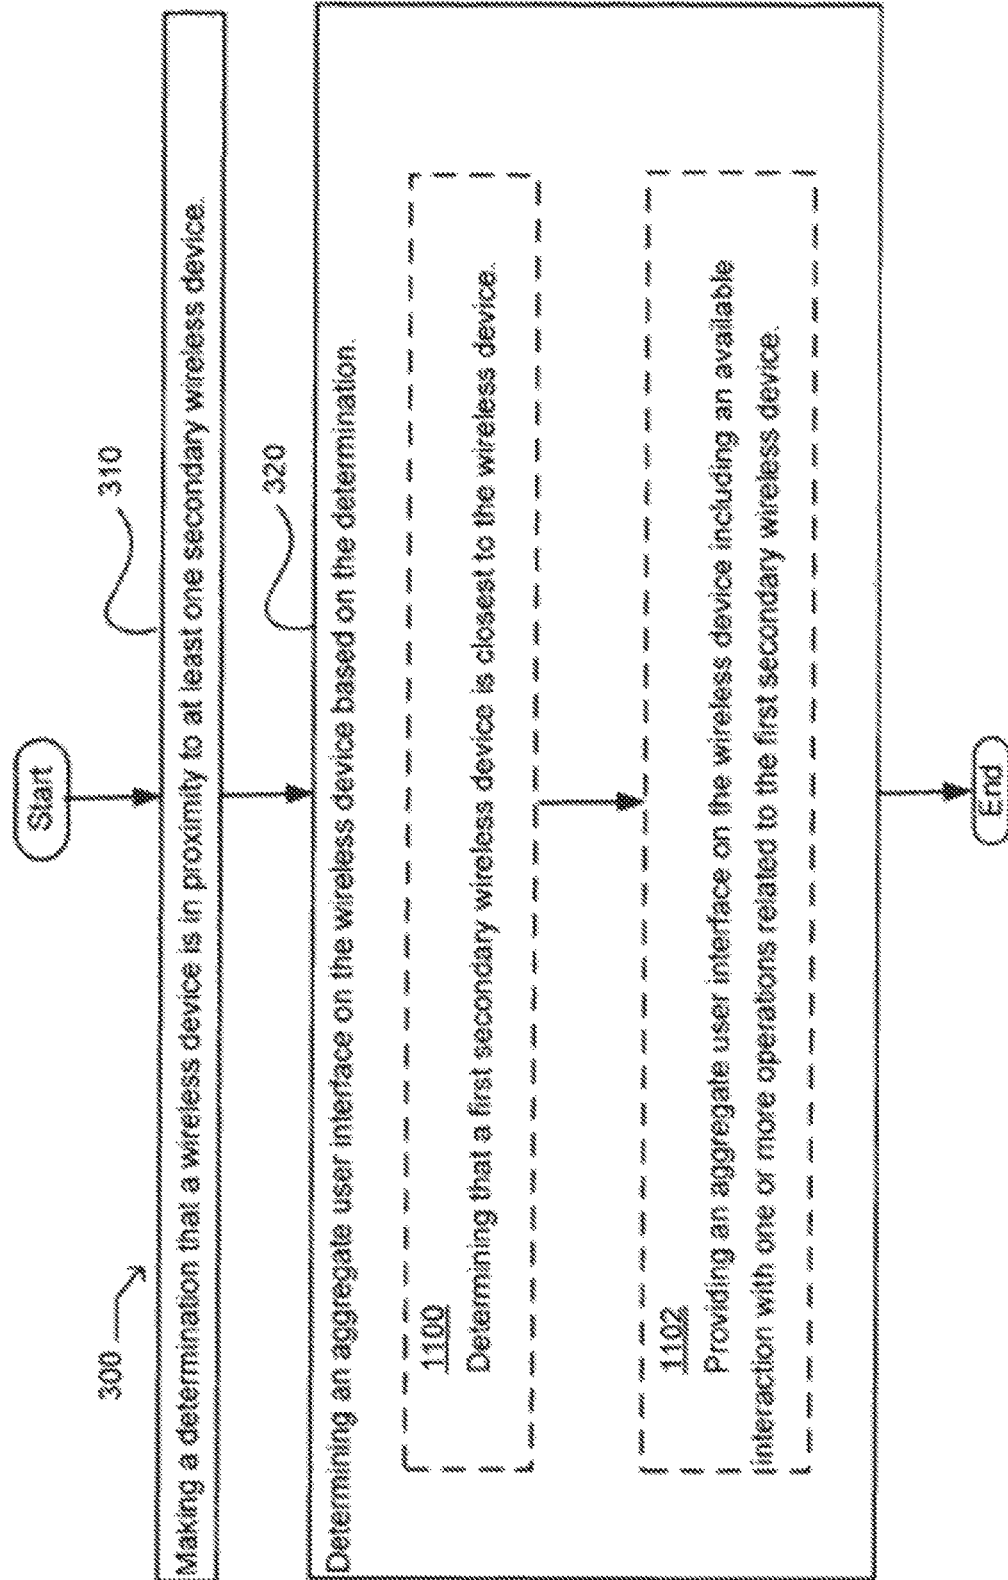 Start
300
310
Making a determination that a wireless device is in proximity to at least one secondary wireless device.
320
Determining an aggregate user interface on the wireless device based on the determination.
1100
Determining that a first secondary wireless device is closest to the wireless device.
1102
Providing an aggregate user interface on the wireless device including an available
interaction with one or more operations related to the first secondary wireless device.
End